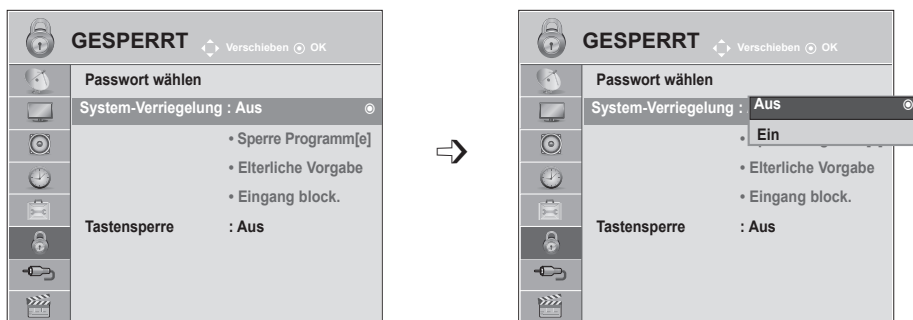 GESPERRT Verschieben OK
Passwort wählen
System-Verriegelung : Aus
• Sperre Programm[e]
• Elterliche Vorgabe
• Eingang block.
Tastensperre : Aus
GESPERRT Verschieben OK
Passwort wählen
System-Verriegelung : Aus
Ein
• Elterliche Vorgabe
• Eingang block.
Tastensperre : Aus